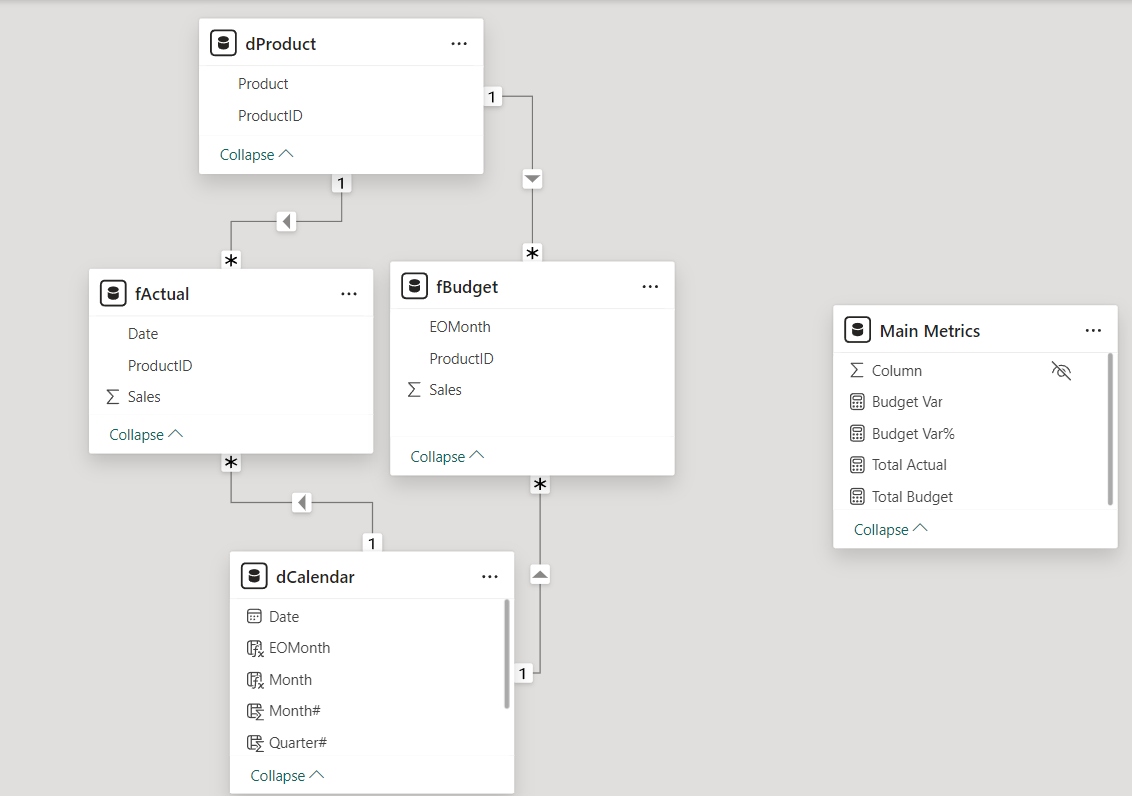 dProduct
Product
ProductID
Collapse
1
1
*
*
fActual
Date
ProductID
Sales
Collapse
*
fBudget
EOMonth
ProductID
Sales
Collapse
*
Main Metrics
Column
Budget Var
Budget Var%
Total Actual
Total Budget
Collapse
1
dCalendar
Date
EOMonth
Month
Month#
Quarter#
Collapse
1